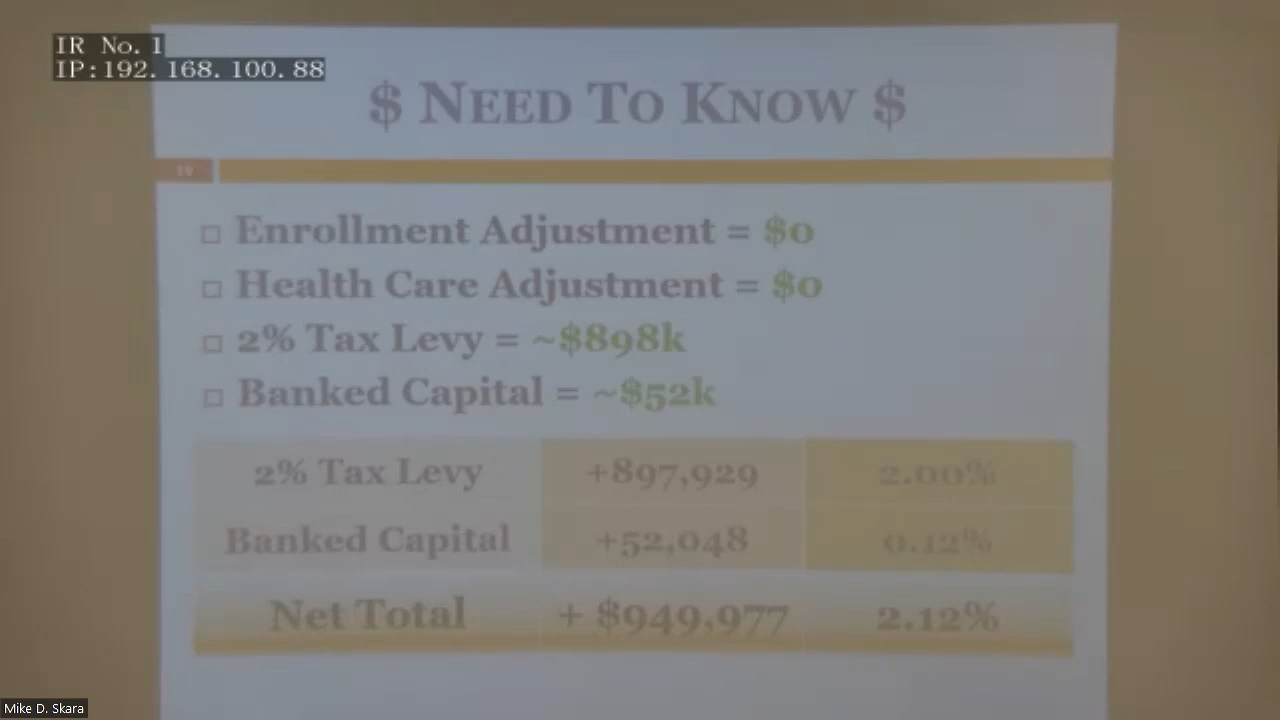 IR No. 1
IP:192.168.100.88
$ NEED TO KNOW $
19
Enrollment Adjustment = $0
Health Care Adjustment = $0
2% Tax Levy = ~$898k
Banked Capital = ~$52k
2% Tax Levy +897,929 2.00%
Banked Capital +52,048 0.12%
Net Total + $949,977 2.12%
Mike D. Skara